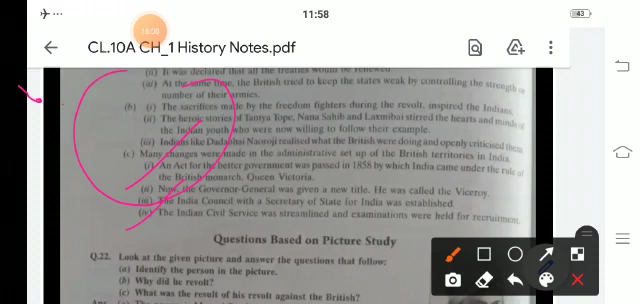 11:58
43
18:08
CL.10A CH_1 History Notes.pdf
(ii) It was declared that all the treaties would be renewed.
(iii) At the same time, the British tried to keep the states weak by controlling the strength or
number of their armies.
(b) (i) The sacrifices made by the freedom fighters during the revolt, inspired the Indians.
(ii) The heroic stories of Tantya Tope, Nana Sahib and Laxmibai stirred the hearts and minds of
the Indian youth who were now willing to follow their example.
(iii) Indians like Dadabhai Naoroji realised what the British were doing and openly criticised them.
(c) Many changes were made in the administrative set up of the British territories in India.
(i) An Act for the better government was passed in 1858 by which India came under the rule of
the British monarch, Queen Victoria.
(ii) Now, the Governor-General was given a new title. He was called the Viceroy.
(iii) The India Council with a Secretary of State for India was established.
(iv) The Indian Civil Service was streamlined and examinations were held for recruitment.
Questions Based on Picture Study
Q.22. Look at the given picture and answer the questions that follow:
(a) Identify the person in the picture.
(b) Why did he revolt?
(c) What was the result of his revolt against the British?